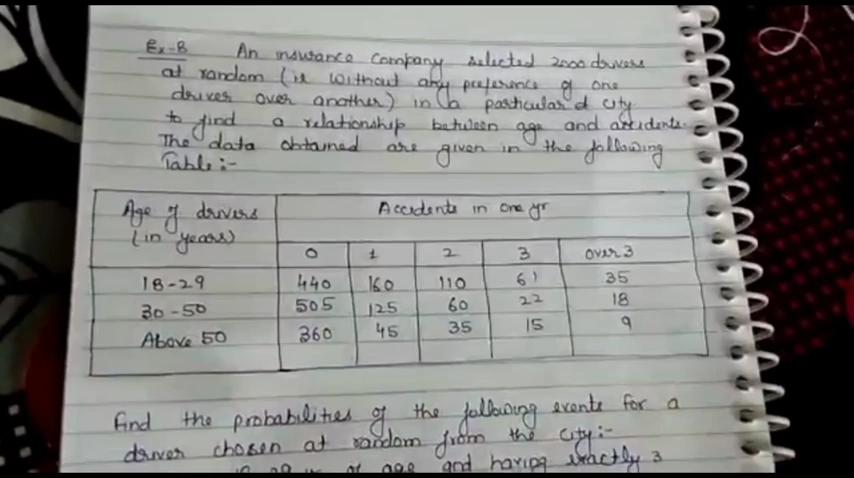 Ex-8 An insurance company selected 2000 drivers
at random (ie without any preference of one
driver over another) in a particular d city
to find a relationship between age and accidents.
The data obtained are given in the following
Table:-
Age of drivers Accidents in one yr
(in years)
0 1 2 3 over 3
18-29 440 160 110 61 35
30-50 505 125 60 22 18
Above 50 360 45 35 15 9
Find the probabilities of the following events for a
driver chosen at random from the city:-
of age and having exactly 3